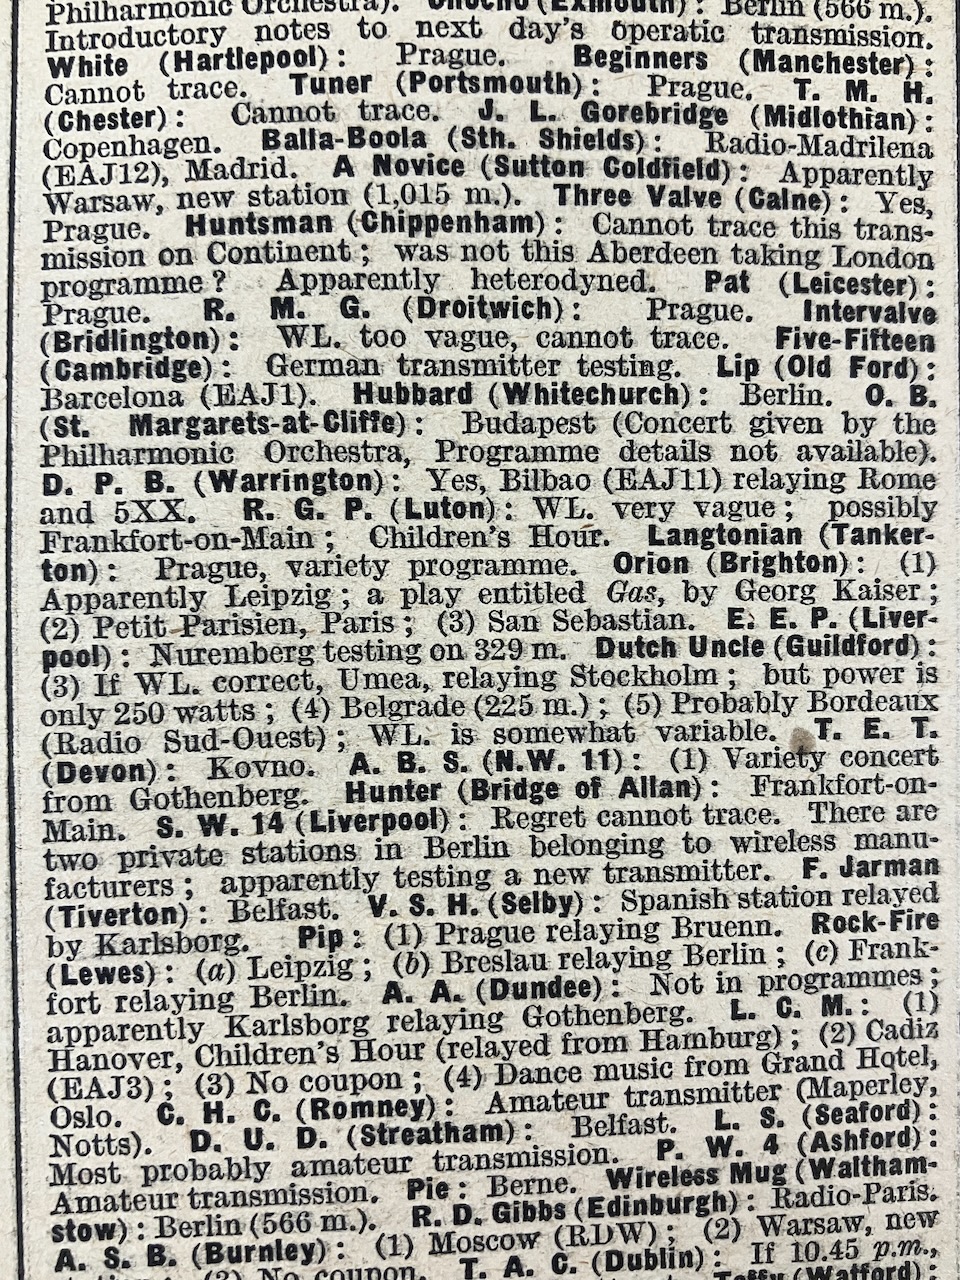 Philharmonic Orchestra). Chocho (Exmouth): Berlin (566 m.).
Introductory notes to next day's operatic transmission.
White (Hartlepool): Prague. Beginners (Manchester):
Cannot trace. Tuner (Portsmouth): Prague. T. M. H.
(Chester): Cannot trace. J. L. Gorebridge (Midlothian):
Copenhagen. Balla-Boola (Sth. Shields): Radio-Madrilena
(EAJ12), Madrid. A Novice (Sutton Coldfield): Apparently
Warsaw, new station (1,015 m.). Three Valve (Calne): Yes,
Prague. Huntsman (Chippenham): Cannot trace this trans-
mission on Continent; was not this Aberdeen taking London
programme? Apparently heterodyned. Pat (Leicester):
Prague. R. M. G. (Droitwich): Prague. Intervalve
(Bridlington): WL. too vague, cannot trace. Five-Fifteen
(Cambridge): German transmitter testing. Lip (Old Ford):
Barcelona (EAJ1). Hubbard (Whitechurch): Berlin. O. B.
(St. Margarets-at-Cliffe): Budapest (Concert given by the
Philharmonic Orchestra, Programme details not available).
D. P. B. (Warrington): Yes, Bilbao (EAJ11) relaying Rome
and 5XX. R. G. P. (Luton): WL. very vague; possibly
Frankfort-on-Main; Children's Hour. Langtonian (Tanker-
ton): Prague, variety programme. Orion (Brighton): (1)
Apparently Leipzig; a play entitled Gas, by Georg Kaiser;
(2) Petit Parisien, Paris; (3) San Sebastian. E. E. P. (Liver-
pool): Nuremberg testing on 329 m. Dutch Uncle (Guildford):
(3) If WL. correct, Umea, relaying Stockholm; but power is
only 250 watts; (4) Belgrade (225 m.); (5) Probably Bordeaux
(Radio Sud-Ouest); WL. is somewhat variable. T. E. T.
(Devon): Kovno. A. B. S. (N.W. 11): (1) Variety concert
from Gothenberg. Hunter (Bridge of Allan): Frankfort-on-
Main. S. W. 14 (Liverpool): Regret cannot trace. There are
two private stations in Berlin belonging to wireless manu-
facturers; apparently testing a new transmitter. F. Jarman
(Tiverton): Belfast. V. S. H. (Selby): Spanish station relayed
by Karlsborg. Pip: (1) Prague relaying Bruenn. Rock-Fire
(Lewes): (a) Leipzig; (b) Breslau relaying Berlin; (c) Frank-
fort relaying Berlin. A. A. (Dundee): Not in programmes;
apparently Karlsborg relaying Gothenberg. L. C. M.: (1)
Hanover, Children's Hour (relayed from Hamburg); (2) Cadiz
(EAJ3); (3) No coupon; (4) Dance music from Grand Hotel,
Oslo. C. H. C. (Romney): Amateur transmitter (Maperley,
Notts). D. U. D. (Streatham): Belfast. L. S. (Seaford):
Most probably amateur transmission. P. W. 4 (Ashford):
Amateur transmission. Pie: Berne. Wireless Mug (Waltham-
stow): Berlin (566 m.). R. D. Gibbs (Edinburgh): Radio-Paris.
A. S. B. (Burnley): (1) Moscow (RDW); (2) Warsaw, new
(3) No coupon. T. A. C. (Dublin): If 10.45 p.m.,
(Watford):